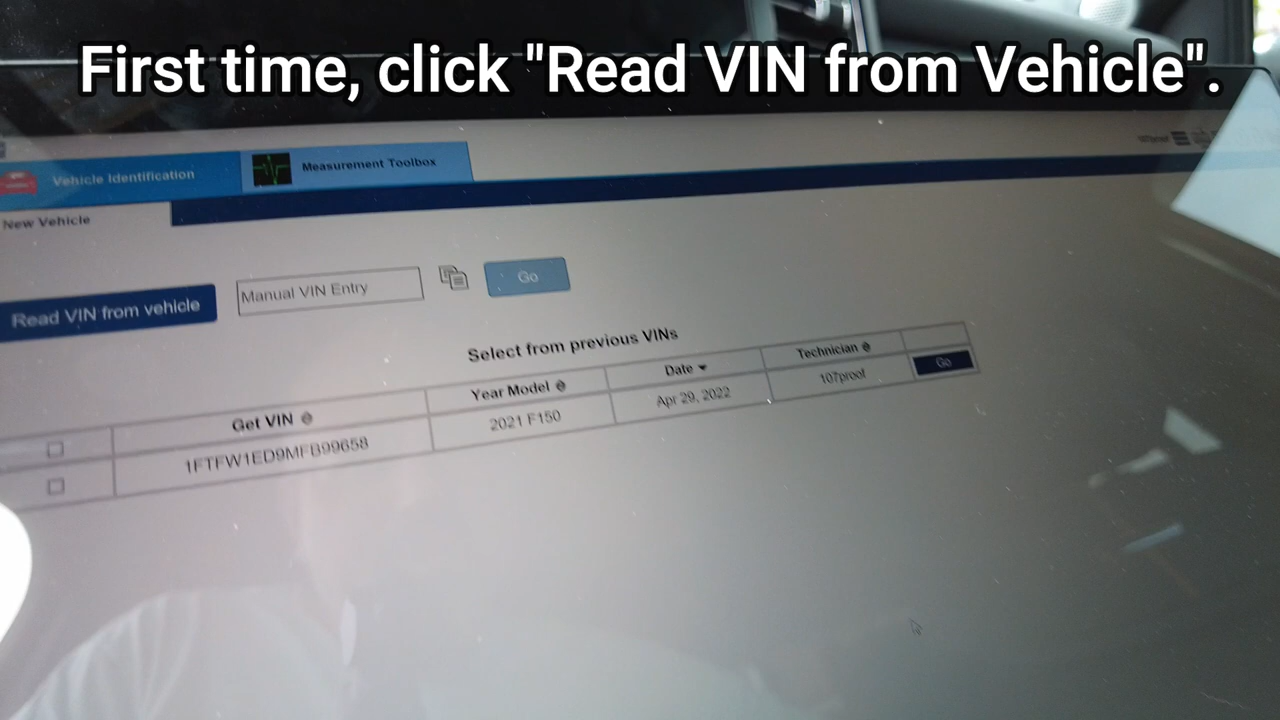 First time, click "Read VIN from Vehicle".
Vehicle Identification
Measurement Toolbox
New Vehicle
Read VIN from vehicle
Manual VIN Entry
Go
Select from previous VINs
Get VIN
Year Model
Date
Technician
1FTFW1ED9MFB99658
2021 F150
Apr 29, 2022
107proof
Go